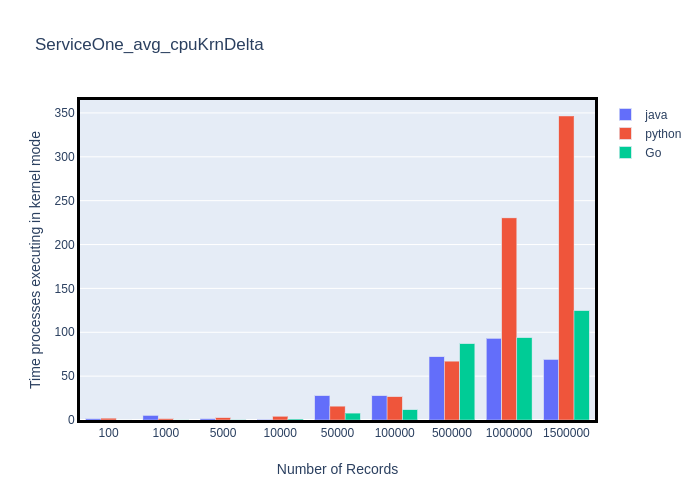 ServiceOne_avg_cpuKrnDelta
Time processes executing in kernel mode
350
300
250
200
150
100
50
0
100 1000 5000 10000 50000 100000 500000 1000000 1500000
Number of Records
java
python
Go